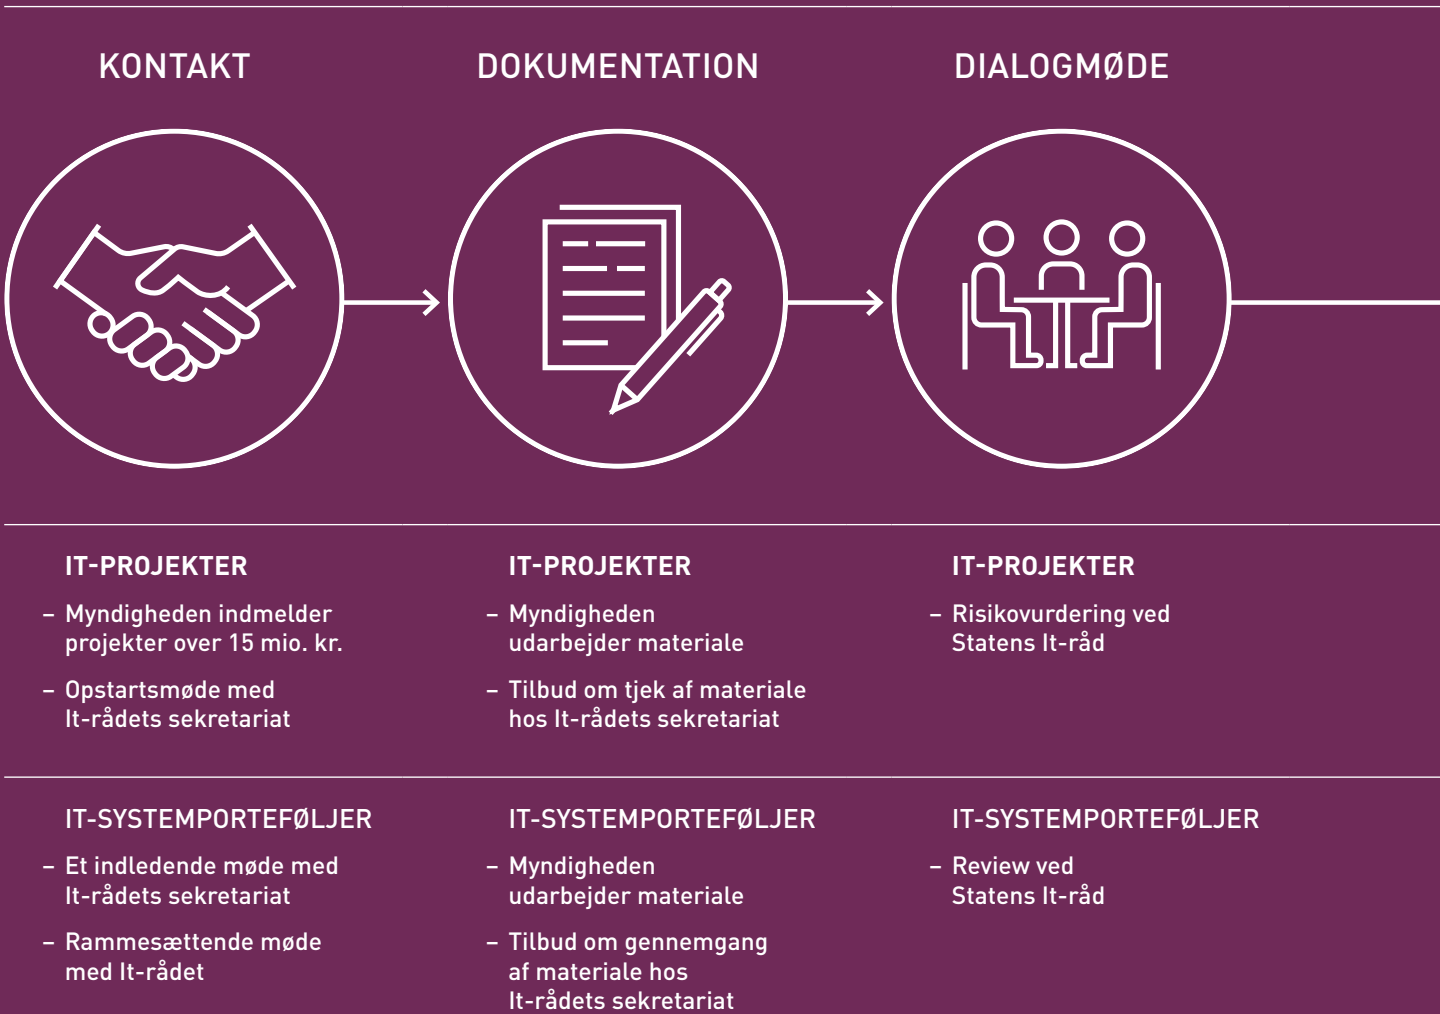 KONTAKT
DOKUMENTATION
DIALOGMØDE
IT-PROJEKTER
– Myndigheden indmelder
projekter over 15 mio. kr.
– Opstartsmøde med
It-rådets sekretariat
IT-PROJEKTER
– Myndigheden
udarbejder materiale
– Tilbud om tjek af materiale
hos It-rådets sekretariat
IT-PROJEKTER
– Risikovurdering ved
Statens It-råd
IT-SYSTEMPORTEFØLJER
– Et indledende møde med
It-rådets sekretariat
– Rammesættende møde
med It-rådet
IT-SYSTEMPORTEFØLJER
– Myndigheden
udarbejder materiale
– Tilbud om gennemgang
af materiale hos
It-rådets sekretariat
IT-SYSTEMPORTEFØLJER
– Review ved
Statens It-råd